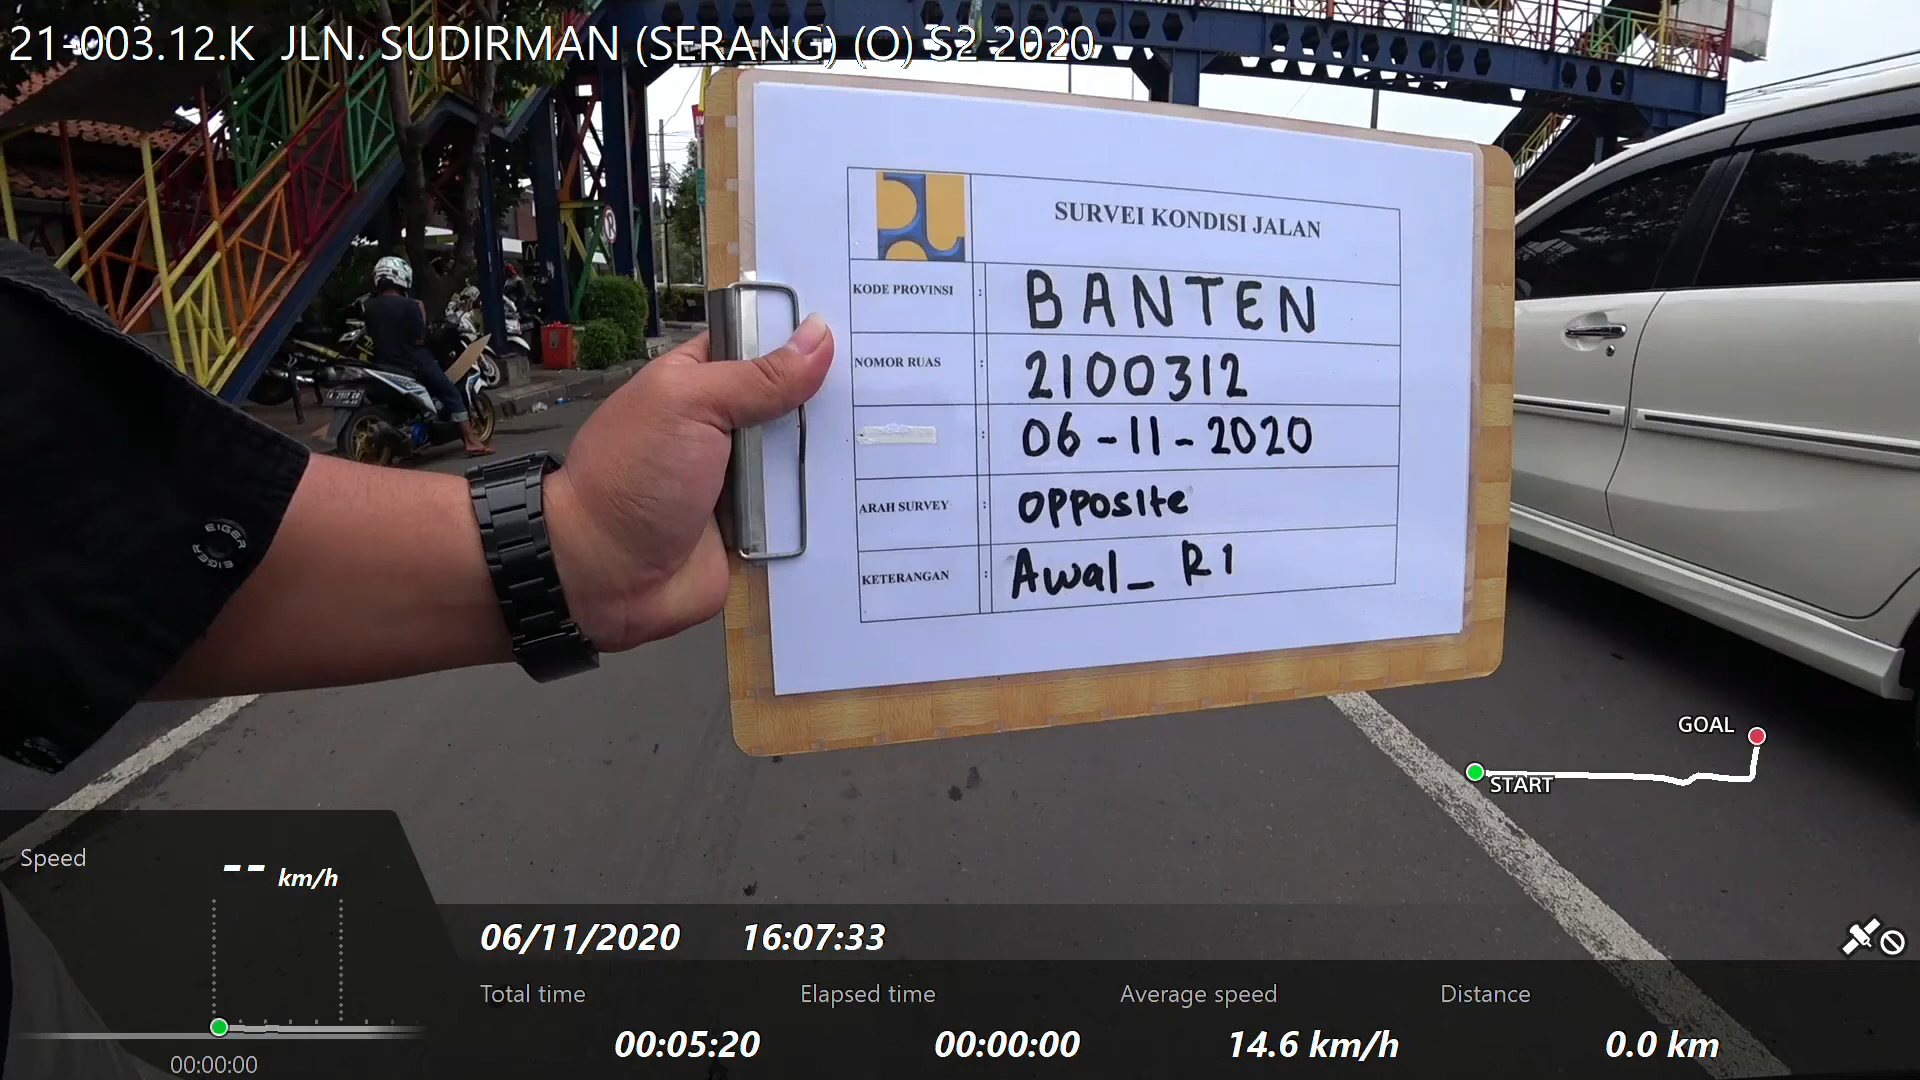 21-003.12.K JLN. SUDIRMAN (SERANG) (O) S2 2020
SURVEI KONDISI JALAN
KODE PROVINSI : BANTEN
NOMOR RUAS : 2100312
: 06-11-2020
ARAH SURVEY : OPPOSITE
KETERANGAN : Awal_ R1
EIGER
EIGER
GOAL
START
Speed
-- km/h
00:00:00
06/11/2020 16:07:33
Total time Elapsed time Average speed Distance
00:05:20 00:00:00 14.6 km/h 0.0 km